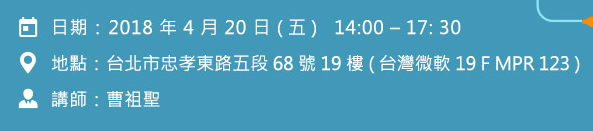 日期：2018 年 4 月 20 日 ( 五 ) 14:00 – 17: 30
地點：台北市忠孝東路五段 68 號 19 樓 ( 台灣微軟 19 F MPR 123 )
講師：曹祖聖